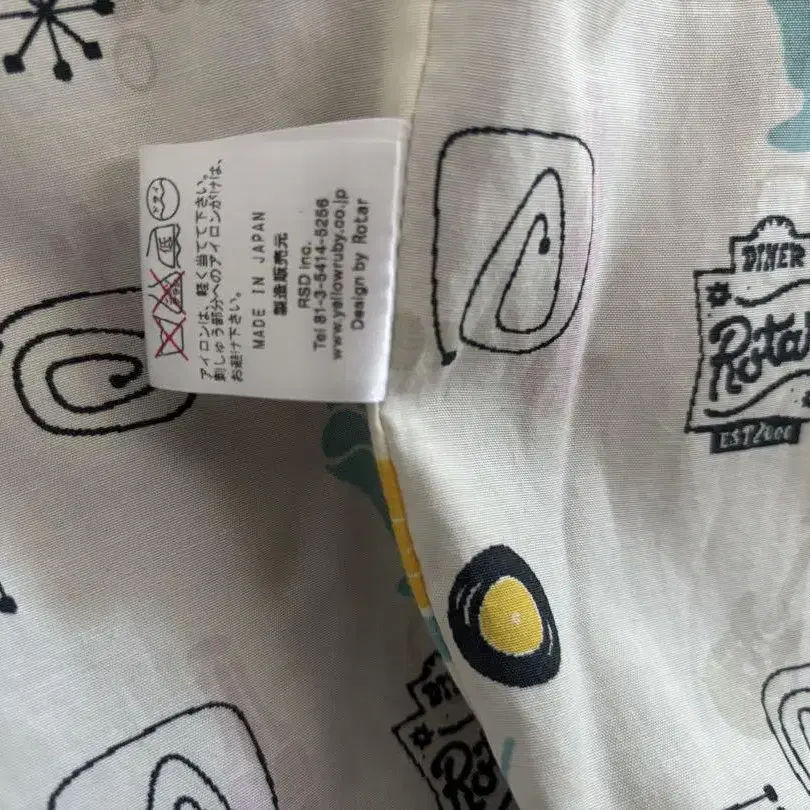 アイロンは、軽く当てて下さい。
刺しゅう部分へのアイロンがけは、
お避け下さい。
MADE IN JAPAN
製造販売元
RSD inc.
Tel 81-3-5414-5256
www.yellowruby.co.jp
Design by Rotar
DINER
Rota
EST2000
Rota